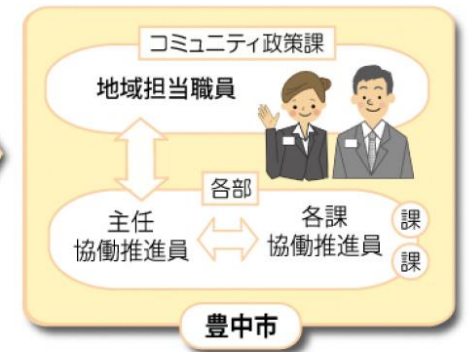 コミュニティ政策課
地域担当職員
各部
主任
協働推進員
各課
協働推進員
課
課
豊中市